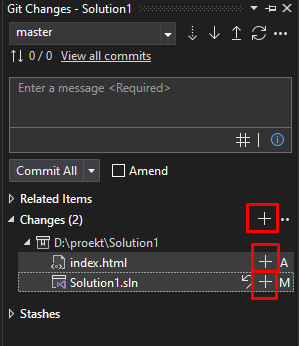 Git Changes - Solution1
master
0 / 0 View all commits
Enter a message <Required>
Commit All Amend
Related Items
Changes (2)
D:\proekt\Solution1
index.html A
Solution1.sln M
Stashes